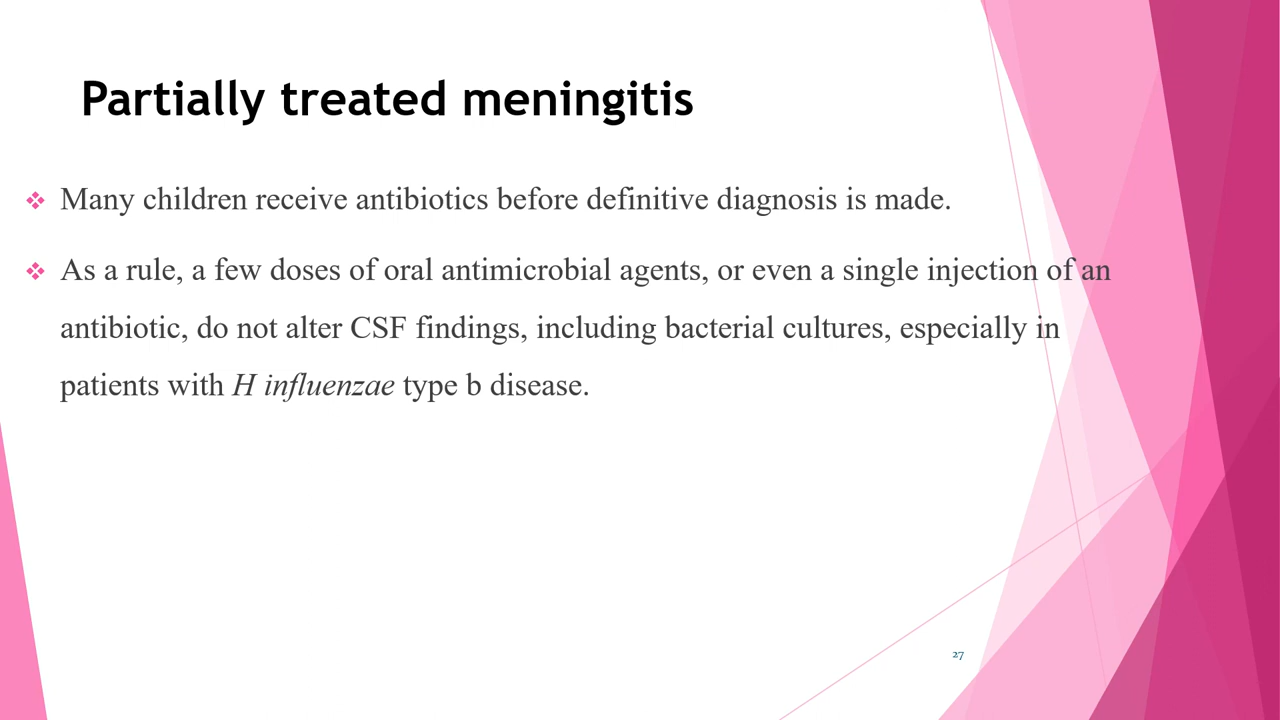 Partially treated meningitis
❖ Many children receive antibiotics before definitive diagnosis is made.
❖ As a rule, a few doses of oral antimicrobial agents, or even a single injection of an
antibiotic, do not alter CSF findings, including bacterial cultures, especially in
patients with H influenzae type b disease.
27